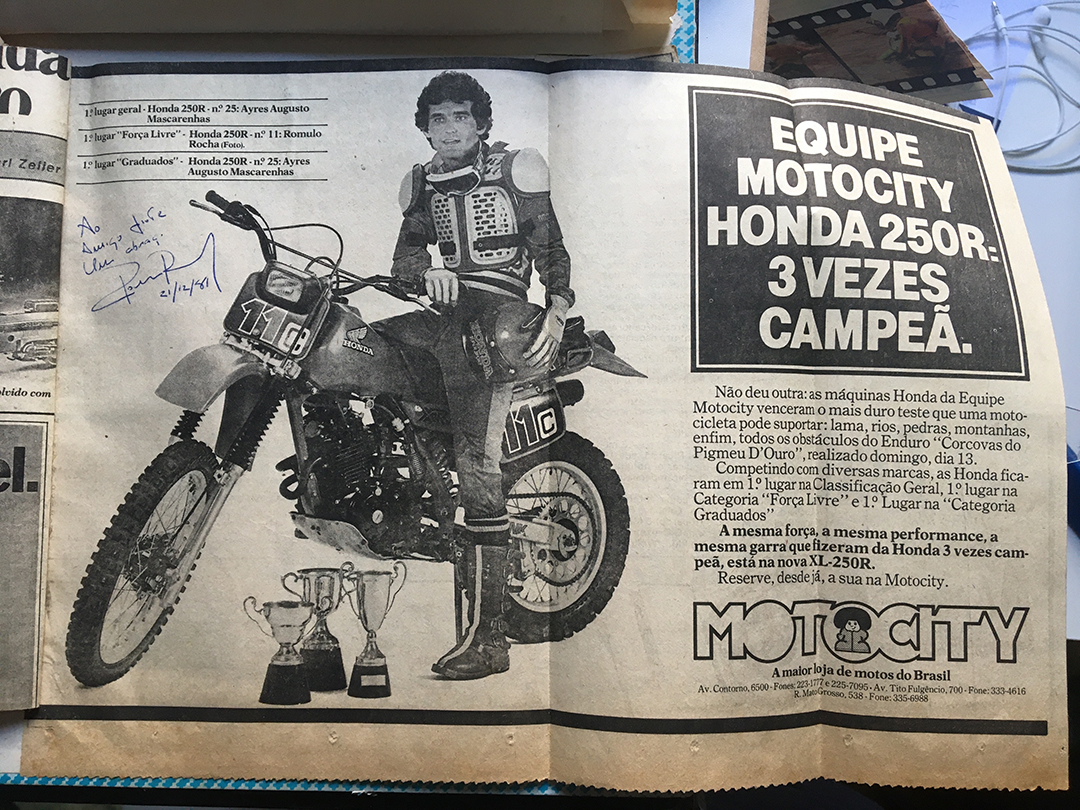 1.º lugar geral - Honda 250R - n.º 25: Ayres Augusto
Mascarenhas
1.º lugar "Força Livre" - Honda 250R - n.º 11: Romulo
Rocha (Foto).
1.º lugar "Graduados" - Honda 250R - n.º 25: Ayres
Augusto Mascarenhas
Ao
Amigo
Um abraço
21/12/81
olvido com
el.
11C
HONDA
11C
EQUIPE
MOTOCITY
HONDA 250R:
3 VEZES
CAMPEÃ.
Não deu outra: as máquinas Honda da Equipe
Motocity venceram o mais duro teste que uma moto-
cicleta pode suportar: lama, rios, pedras, montanhas,
enfim, todos os obstáculos do Enduro "Corcovas do
Pigmeu D'Ouro", realizado domingo, dia 13.
Competindo com diversas marcas, as Honda fica-
ram em 1.º lugar na Classificação Geral, 1.º lugar na
Categoria "Força Livre" e 1.º Lugar na "Categoria
Graduados"
A mesma força, a mesma performance, a
mesma garra que fizeram da Honda 3 vezes cam-
peã, está na nova XL-250R.
Reserve, desde já, a sua na Motocity.
MOTOCITY
A maior loja de motos do Brasil
Av. Contorno, 6500 - Fones: 223-1777 e 225-7095 - Av. Tito Fulgêncio, 700 - Fone: 333-4616
R. Mato Grosso, 538 - Fone: 335-6988